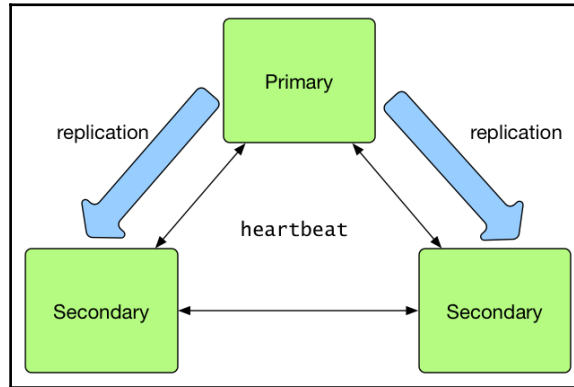 Primary
replication
replication
heartbeat
Secondary
Secondary